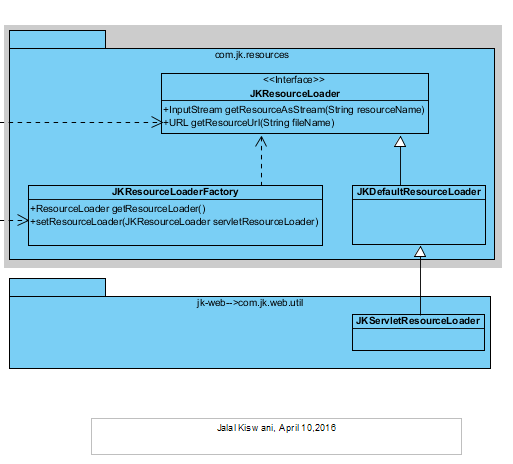 com.jk.resources
<<Interface>>
JKResourceLoader
+InputStream getResourceAsStream(String resourceName)
+URL getResourceUrl(String fileName)
JKResourceLoaderFactory
+ResourceLoader getResourceLoader()
+setResourceLoader(JKResourceLoader servletResourceLoader)
JKDefaultResourceLoader
jk-web-->com.jk.web.util
JKServletResourceLoader
Jalal Kiswani, April 10,2016